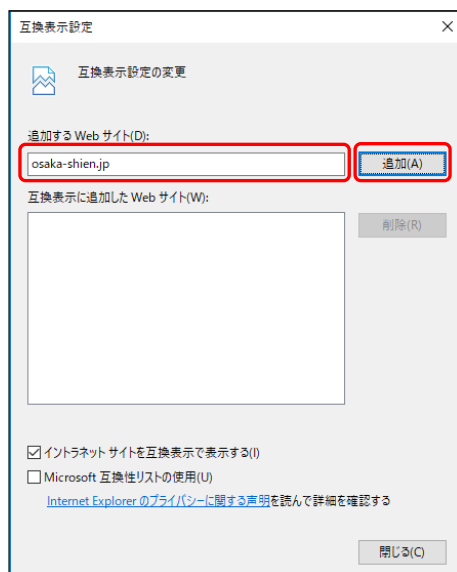 互換表示設定
互換表示設定の変更
追加する Web サイト(D):
osaka-shien.jp
追加(A)
互換表示に追加した Web サイト(W):
削除(R)
イントラネット サイトを互換表示で表示する(I)
Microsoft 互換性リストの使用(U)
Internet Explorer のプライバシーに関する声明を読んで詳細を確認する
閉じる(C)